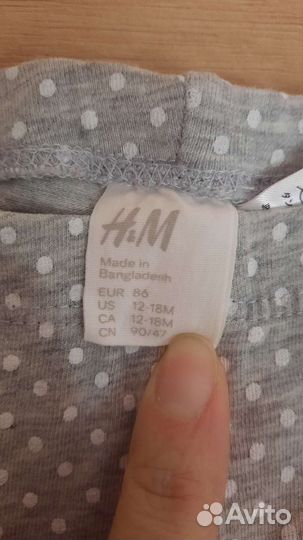 H&M
Made in
Bangladesh
EUR 86
US 12-18M
CA 12-18M
CN 90/47
Avito